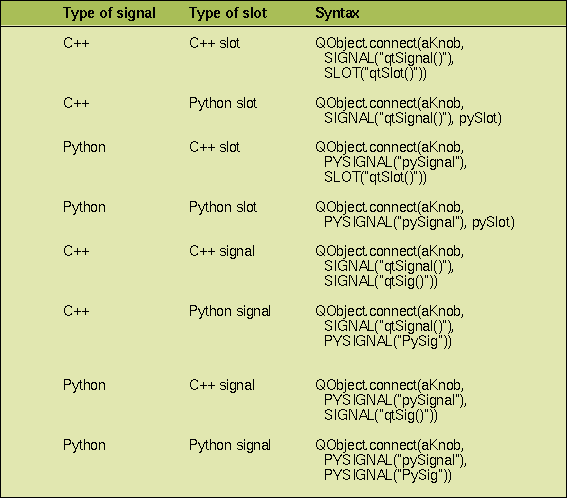 Type of signal Type of slot Syntax
C++ C++ slot QObject.connect(aKnob,
SIGNAL("qtSignal()"),
SLOT("qtSlot()"))
C++ Python slot QObject.connect(aKnob,
SIGNAL("qtSignal()"), pySlot)
Python C++ slot QObject.connect(aKnob,
PYSIGNAL("pySignal"),
SLOT("qtSlot()"))
Python Python slot QObject.connect(aKnob,
PYSIGNAL("pySignal"), pySlot)
C++ C++ signal QObject.connect(aKnob,
SIGNAL("qtSignal()"),
SIGNAL("qtSig()"))
C++ Python signal QObject.connect(aKnob,
SIGNAL("qtSignal()"),
PYSIGNAL("PySig"))
Python C++ signal QObject.connect(aKnob,
PYSIGNAL("pySignal"),
SIGNAL("qtSig()"))
Python Python signal QObject.connect(aKnob,
PYSIGNAL("pySignal"),
PYSIGNAL("PySig"))